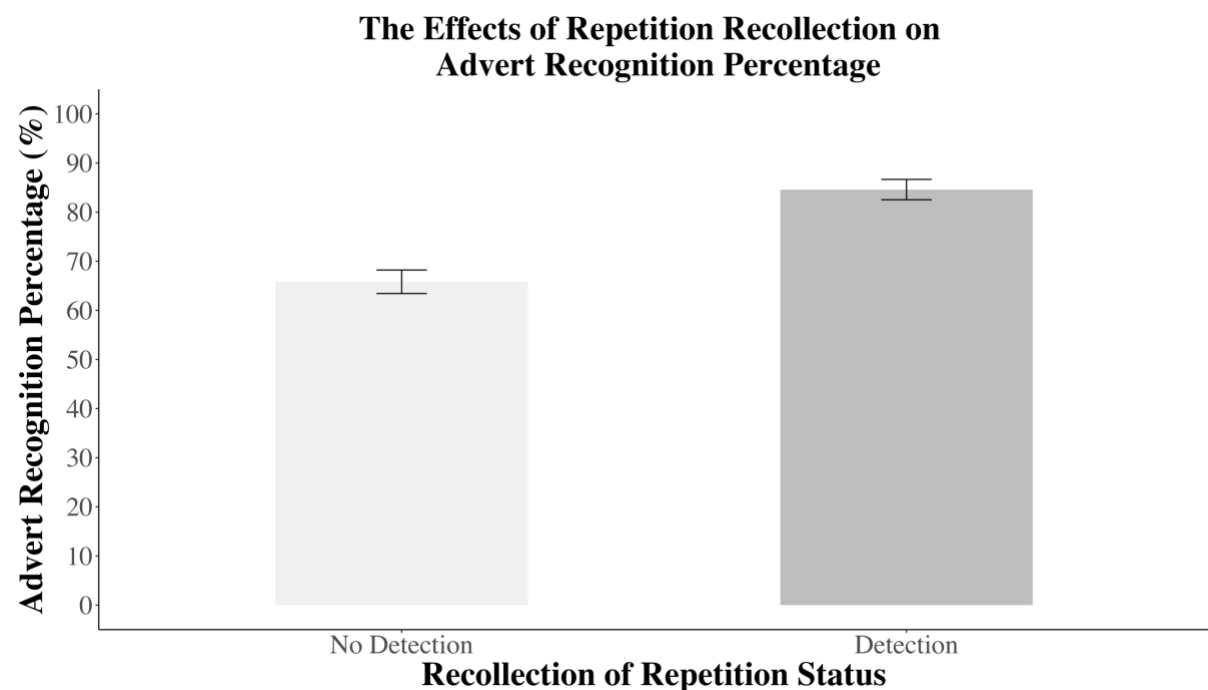 The Effects of Repetition Recollection on
Advert Recognition Percentage
Advert Recognition Percentage (%)
100
90
80
70
60
50
40
30
20
10
0
No Detection
Detection
Recollection of Repetition Status